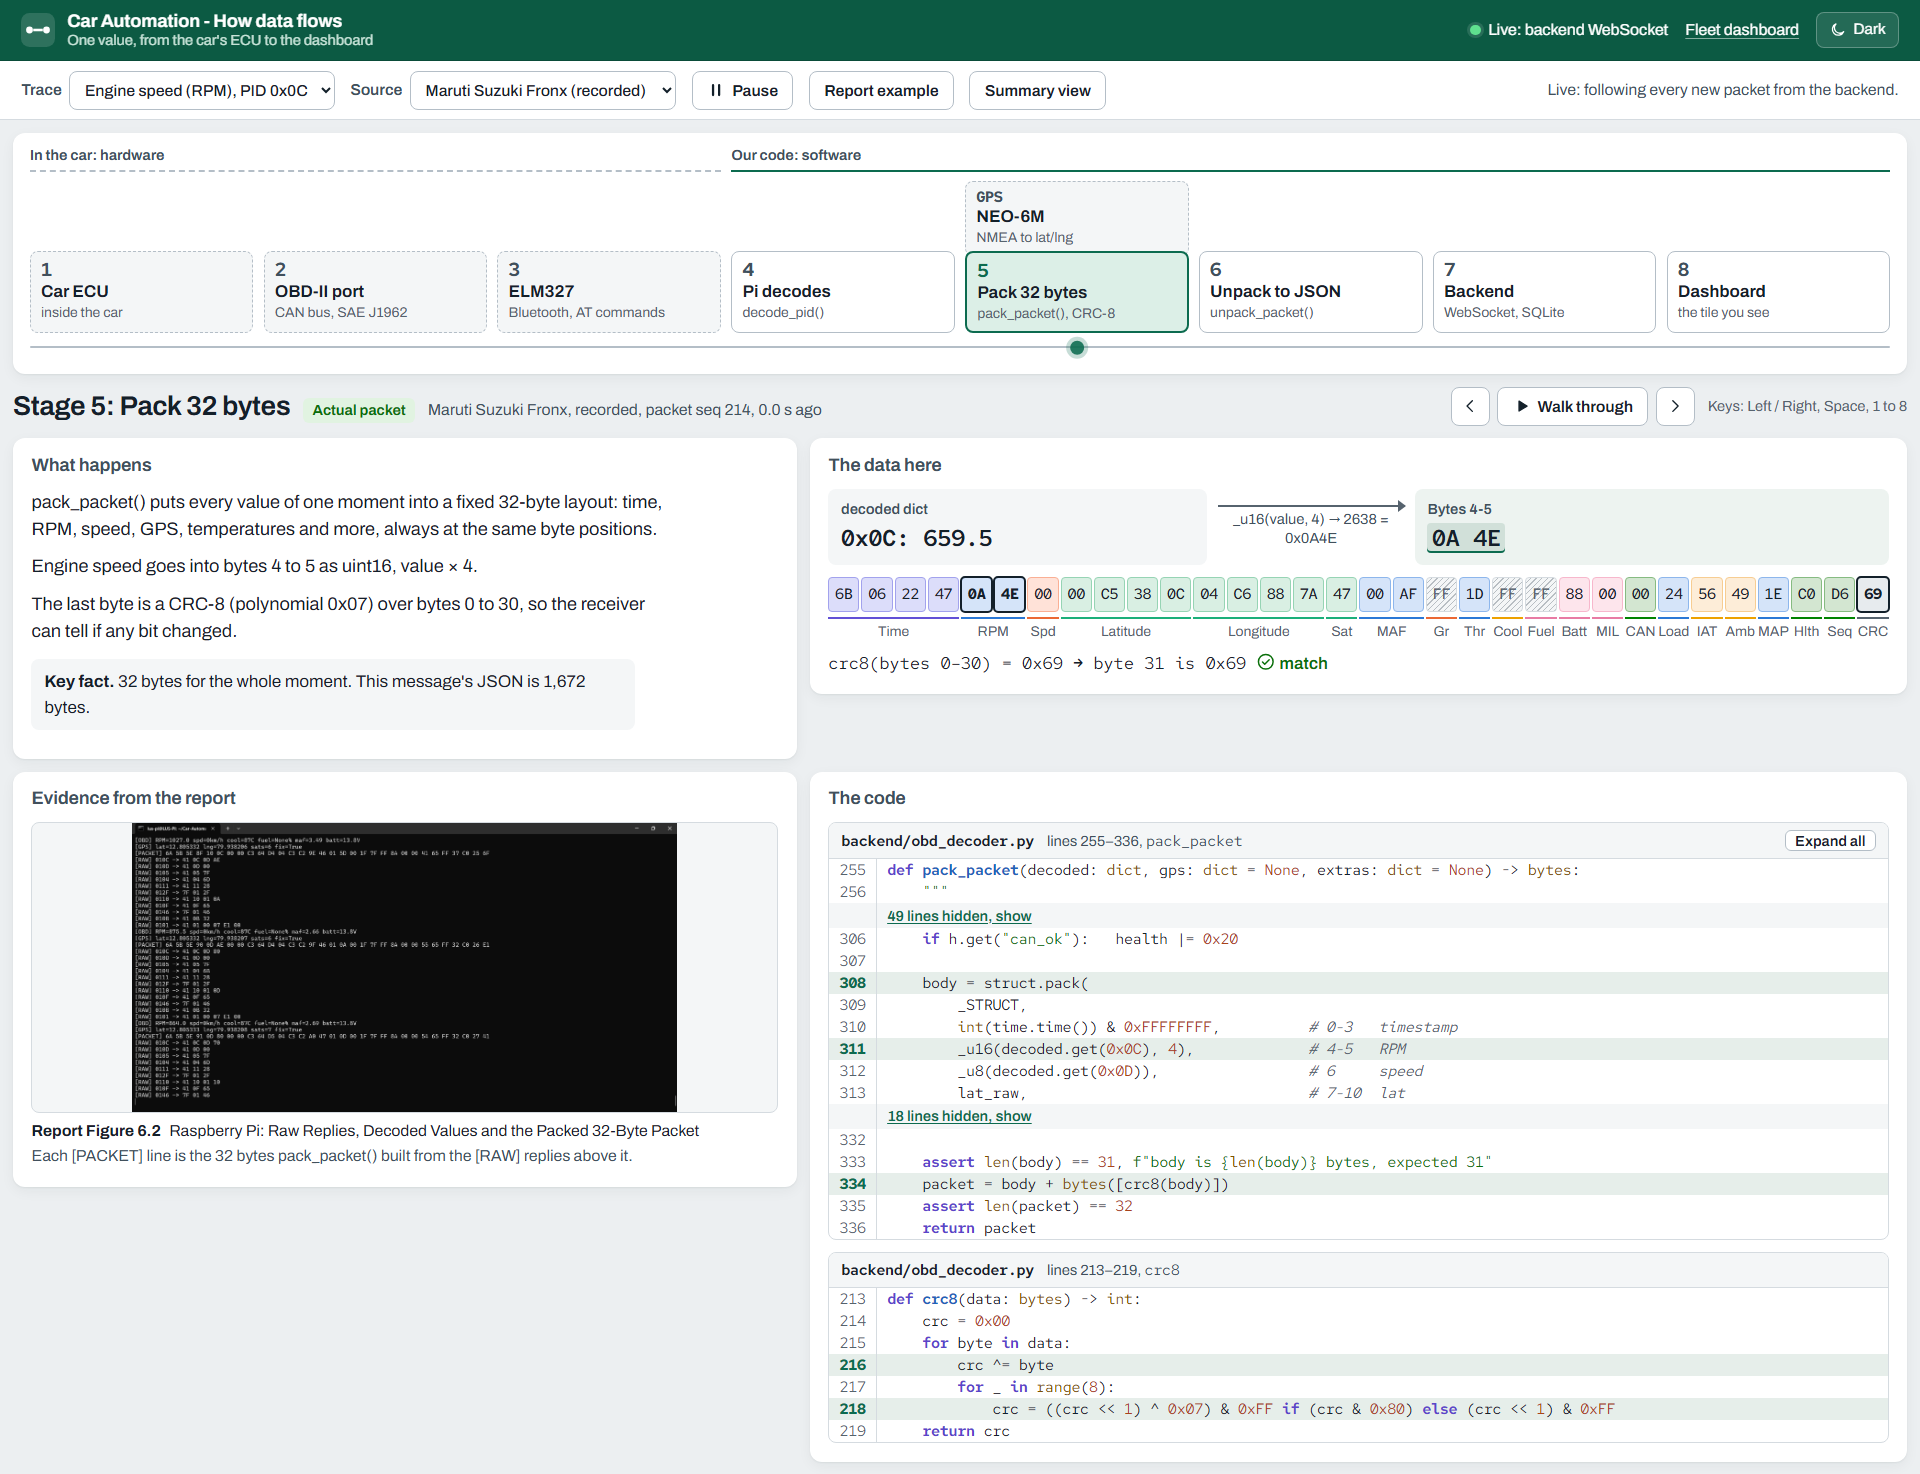 Car Automation - How data flows
One value, from the car's ECU to the dashboard
Live: backend WebSocket
Fleet dashboard
Dark
Trace
Engine speed (RPM), PID 0x0C
Source
Maruti Suzuki Fronx (recorded)
Pause
Report example
Summary view
Live: following every new packet from the backend.
In the car: hardware
Our code: software
GPS
NEO-6M
NMEA to lat/lng
1
Car ECU
inside the car
2
OBD-II port
CAN bus, SAE J1962
3
ELM327
Bluetooth, AT commands
4
Pi decodes
decode_pid()
5
Pack 32 bytes
pack_packet(), CRC-8
6
Unpack to JSON
unpack_packet()
7
Backend
WebSocket, SQLite
8
Dashboard
the tile you see
Stage 5: Pack 32 bytes
Actual packet
Maruti Suzuki Fronx, recorded, packet seq 214, 0.0 s ago
Walk through
Keys: Left / Right, Space, 1 to 8
What happens
pack_packet() puts every value of one moment into a fixed 32-byte layout: time,
RPM, speed, GPS, temperatures and more, always at the same byte positions.
Engine speed goes into bytes 4 to 5 as uint16, value × 4.
The last byte is a CRC-8 (polynomial 0x07) over bytes 0 to 30, so the receiver
can tell if any bit changed.
Key fact. 32 bytes for the whole moment. This message's JSON is 1,672
bytes.
The data here
decoded dict
0x0C: 659.5
_u16(value, 4) → 2638 =
0x0A4E
Bytes 4-5
0A 4E
6B 06 22 47 0A 4E 00 00 C5 38 0C 04 C6 88 7A 47 00 AF FF 1D FF FF 88 00 00 24 56 49 1E C0 D6 69
Time RPM Spd Latitude Longitude Sat MAF Gr Thr Cool Fuel Batt MIL CAN Load IAT Amb MAP Hlth Seq CRC
crc8(bytes 0–30) = 0x69 → byte 31 is 0x69 match
Evidence from the report
Report Figure 6.2 Raspberry Pi: Raw Replies, Decoded Values and the Packed 32-Byte Packet
Each [PACKET] line is the 32 bytes pack_packet() built from the [RAW] replies above it.
The code
backend/obd_decoder.py lines 255–336, pack_packet
Expand all
255 def pack_packet(decoded: dict, gps: dict = None, extras: dict = None) -> bytes:
256 """
49 lines hidden, show
306 if h.get("can_ok"): health |= 0x20
307
308 body = struct.pack(
309 _STRUCT,
310 int(time.time()) & 0xFFFFFFFF, # 0-3 timestamp
311 _u16(decoded.get(0x0C), 4), # 4-5 RPM
312 _u8(decoded.get(0x0D)), # 6 speed
313 lat_raw, # 7-10 lat
18 lines hidden, show
332
333 assert len(body) == 31, f"body is {len(body)} bytes, expected 31"
334 packet = body + bytes([crc8(body)])
335 assert len(packet) == 32
336 return packet
backend/obd_decoder.py lines 213–219, crc8
213 def crc8(data: bytes) -> int:
214 crc = 0x00
215 for byte in data:
216 crc ^= byte
217 for _ in range(8):
218 crc = ((crc << 1) ^ 0x07) & 0xFF if (crc & 0x80) else (crc << 1) & 0xFF
219 return crc